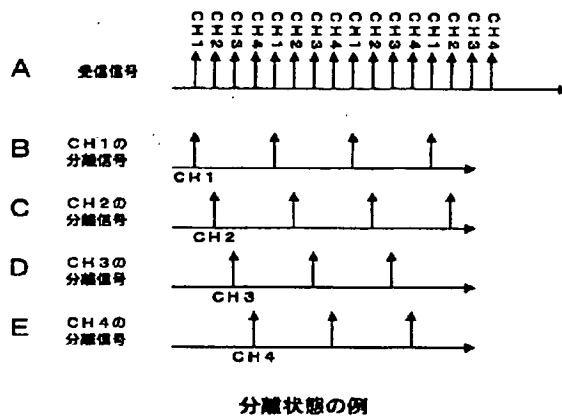 CH1 CH2 CH3 CH4 CH1 CH2 CH3 CH4 CH1 CH2 CH3 CH4 CH1 CH2 CH3 CH4
A 受信信号
B CH1の
分離信号
CH1
C CH2の
分離信号
CH2
D CH3の
分離信号
CH3
E CH4の
分離信号
CH4
分離状態の例